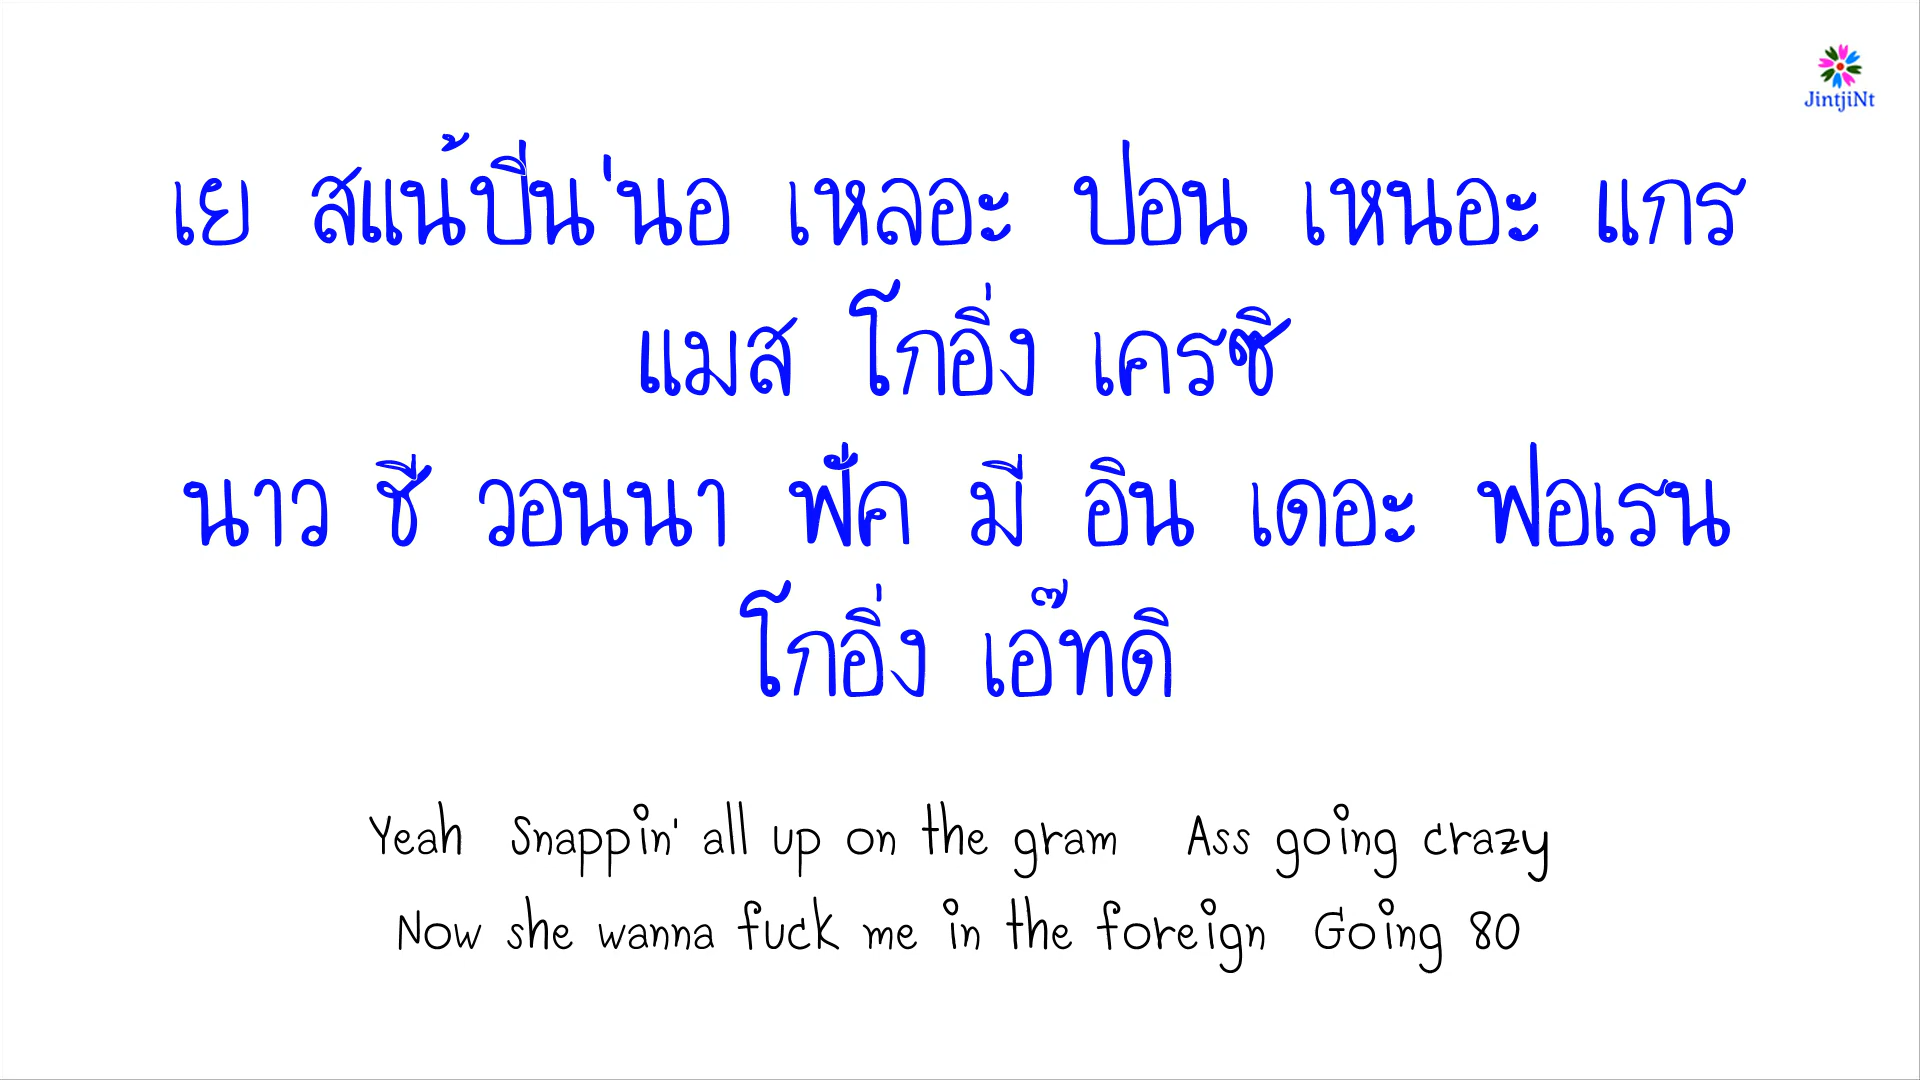 JintjiNt
เย สแน้ปปี่น'นอ เหลอะ ปอน เหนอะ แกร
แมส โกอิ่ง เครซิ
นาว ชี วอนนา ฟั่ค มี อิน เดอะ ฟอเรน
โกอิ่ง เอ๊ทดิ
Yeah Snappin' all up on the gram Ass going crazy
Now she wanna fuck me in the foreign Going 80